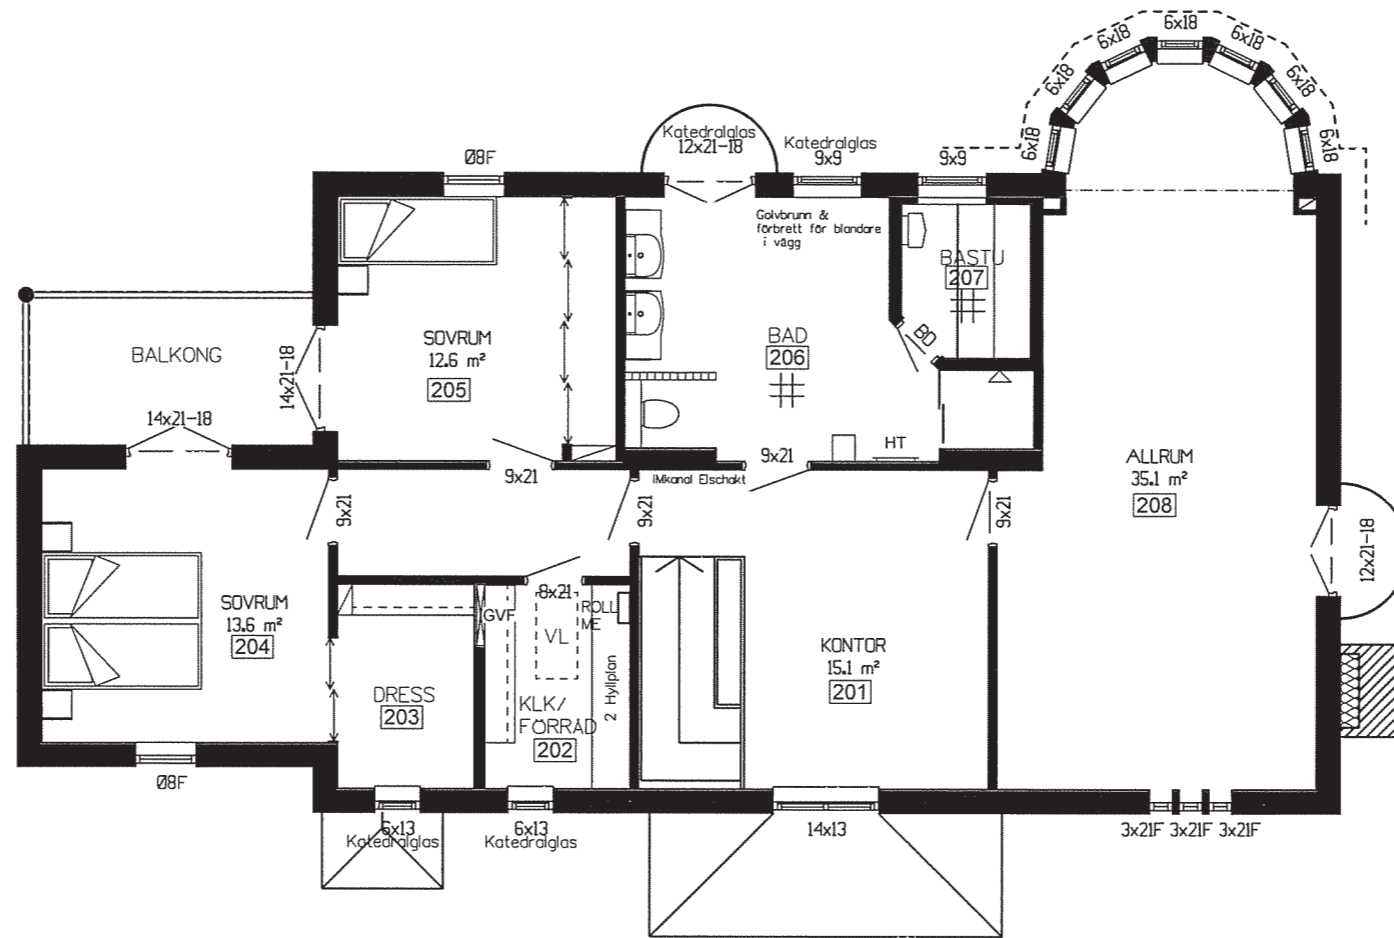 6x18
6x18
6x18
6x18
6x18
6x18
6x18
Katedralglas
12x21-18
Katedralglas
9x9
9x9
Ø8F
Golvbrunn &
förbrett för blandare
i vägg
BASTU
207
BD
SOVRUM
12.6 m²
205
BAD
206
BALKONG
14x21-18
14x21-18
HT
9x21
9x21
IMkanal Elschakt
9x21
9x21
9x21
ALLRUM
35.1 m²
208
12x21-18
8x21
GVF
VL
ROLL
ME
2 Hyllplan
SOVRUM
13.6 m²
204
DRESS
203
KLK/
FÖRRÅD
202
KONTOR
15.1 m²
201
Ø8F
6x13
Katedralglas
6x13
Katedralglas
14x13
3x21F
3x21F
3x21F